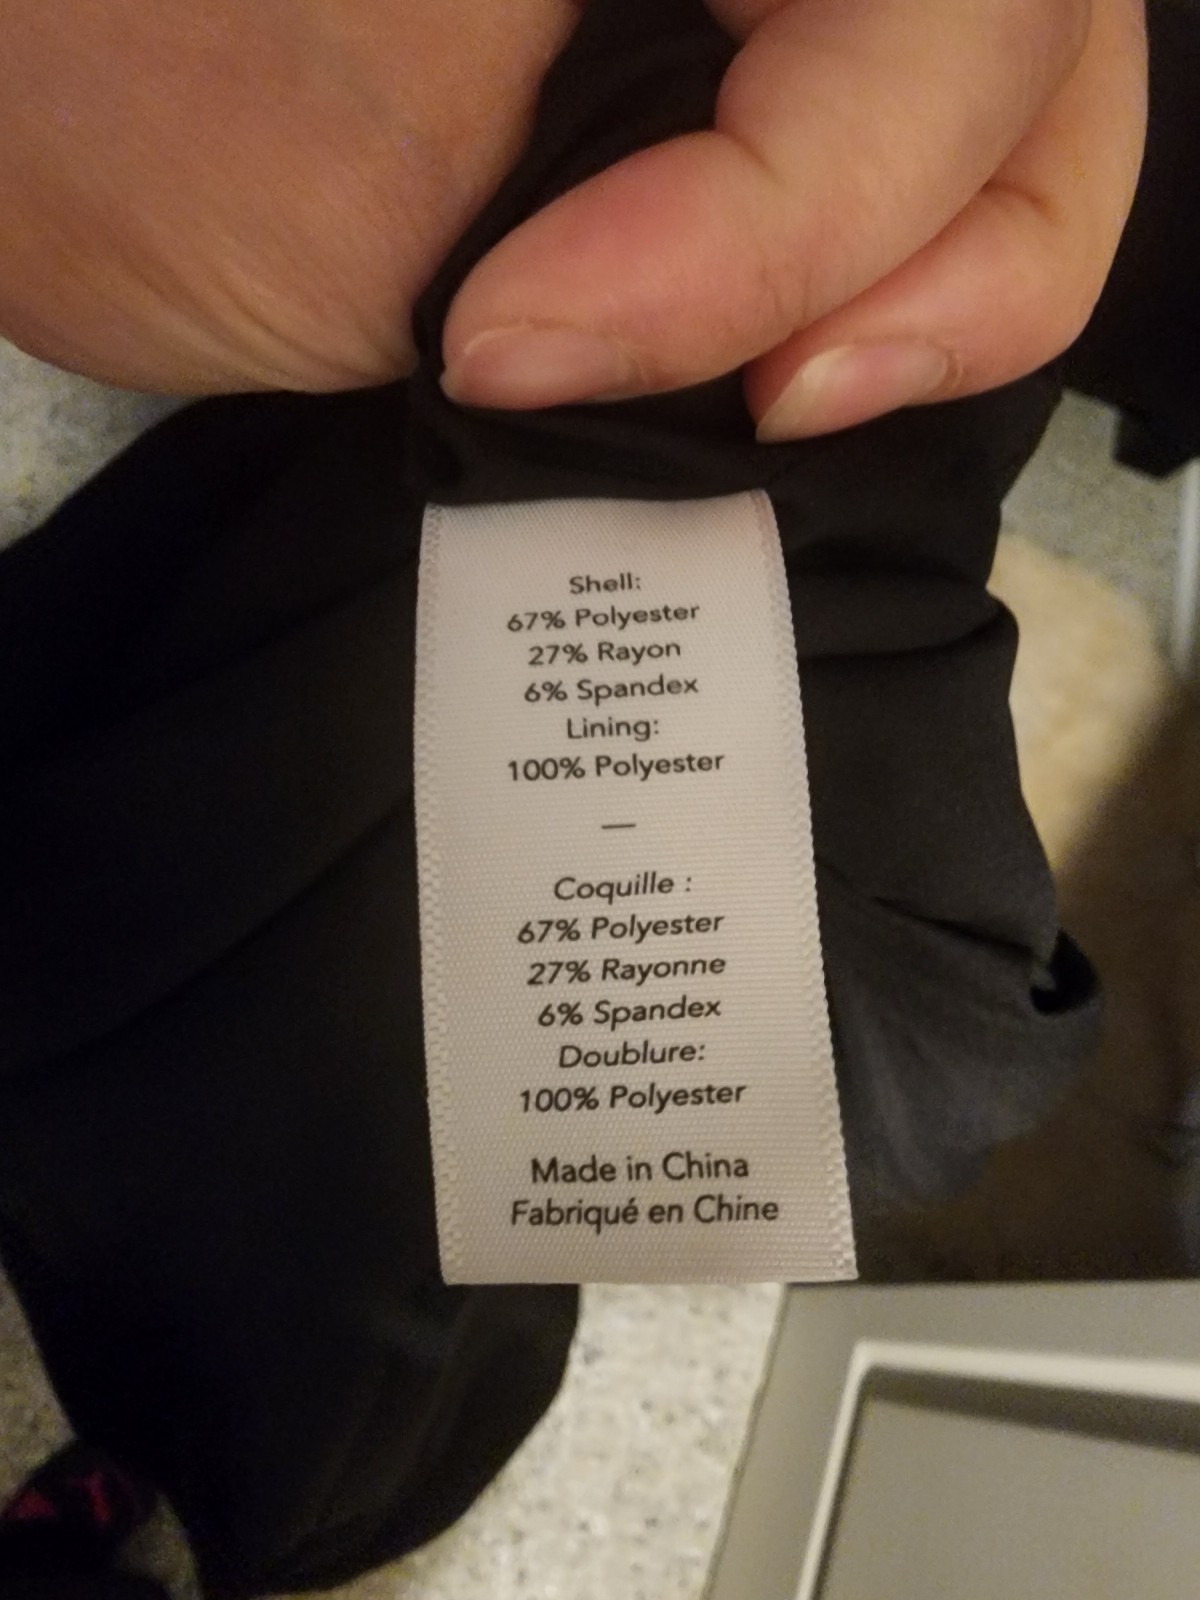 Shell:
67% Polyester
27% Rayon
6% Spandex
Lining:
100% Polyester
—
Coquille :
67% Polyester
27% Rayonne
6% Spandex
Doublure:
100% Polyester
Made in China
Fabriqué en Chine